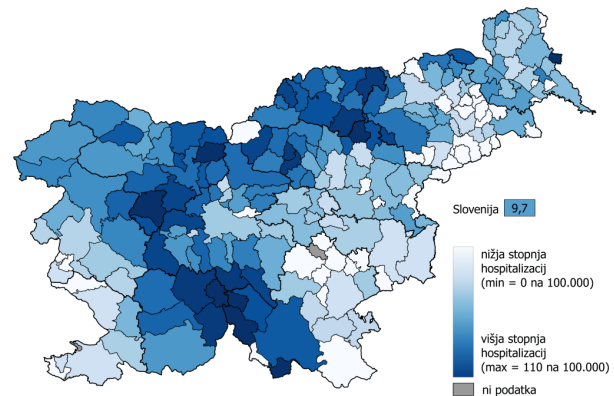 Slovenija 9,7
nižja stopnja
hospitalizacij
(min = 0 na 100.000)
višja stopnja
hospitalizacij
(max = 110 na 100.000)
ni podatka